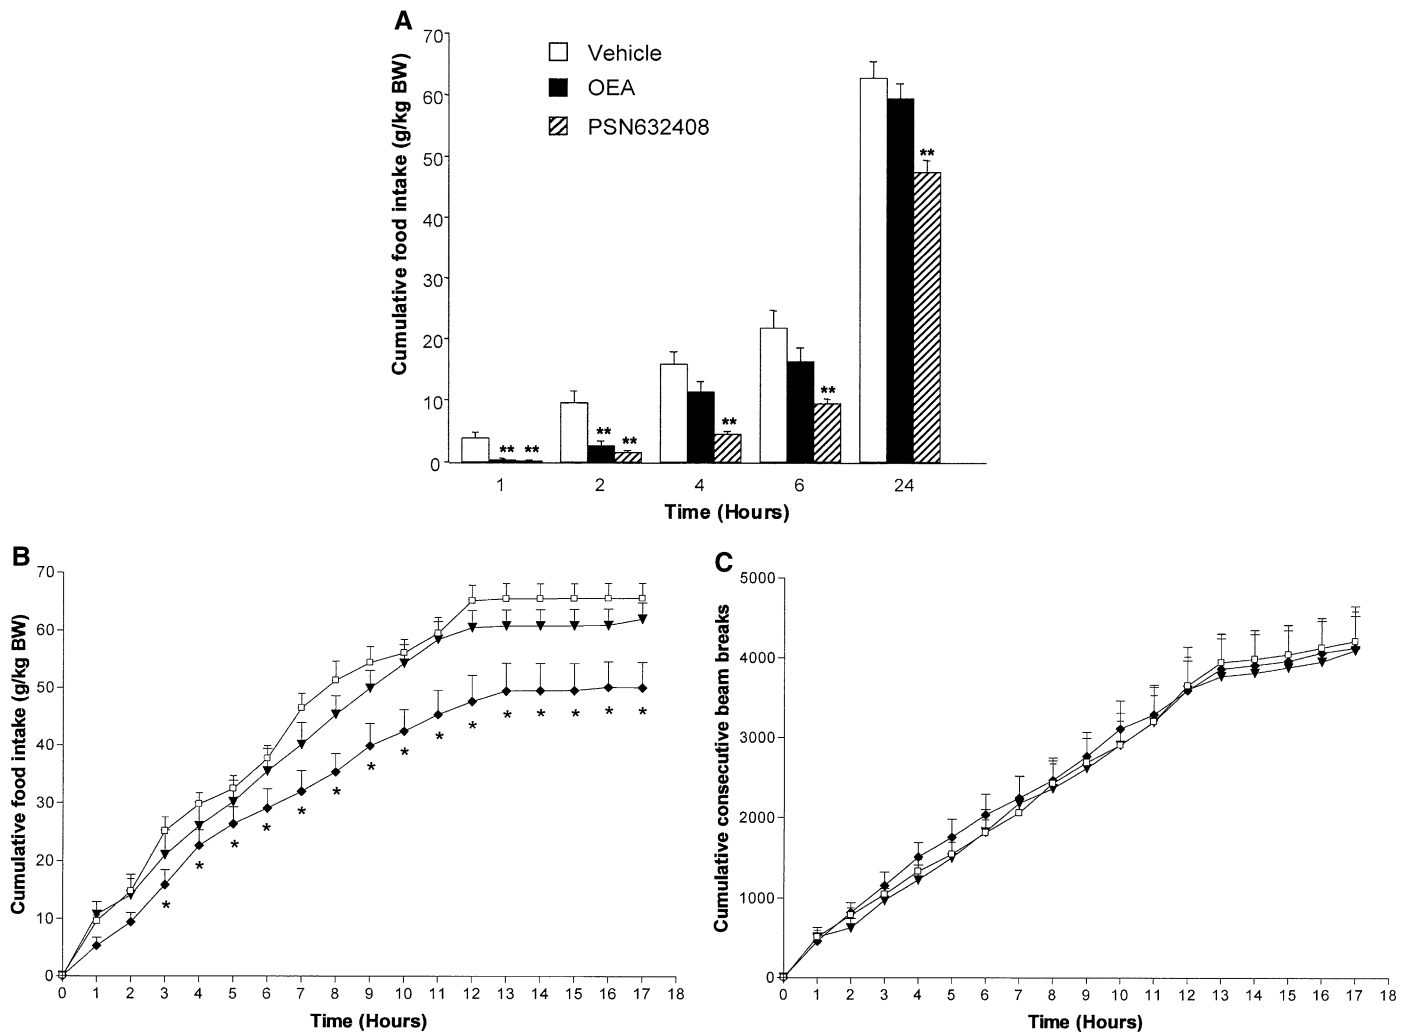 A
70
60
50
40
30
20
10
0
Cumulative food intake (g/kg BW)
Vehicle
OEA
PSN632408
** **
** **
**
**
**
1 2 4 6 24
Time (Hours)
B
70
60
50
40
30
20
10
0
Cumulative food intake (g/kg BW)
* * * * * * * * * * * * * * *
0 1 2 3 4 5 6 7 8 9 10 11 12 13 14 15 16 17 18
Time (Hours)
C
5000
4000
3000
2000
1000
0
Cumulative consecutive beam breaks
0 1 2 3 4 5 6 7 8 9 10 11 12 13 14 15 16 17 18
Time (Hours)